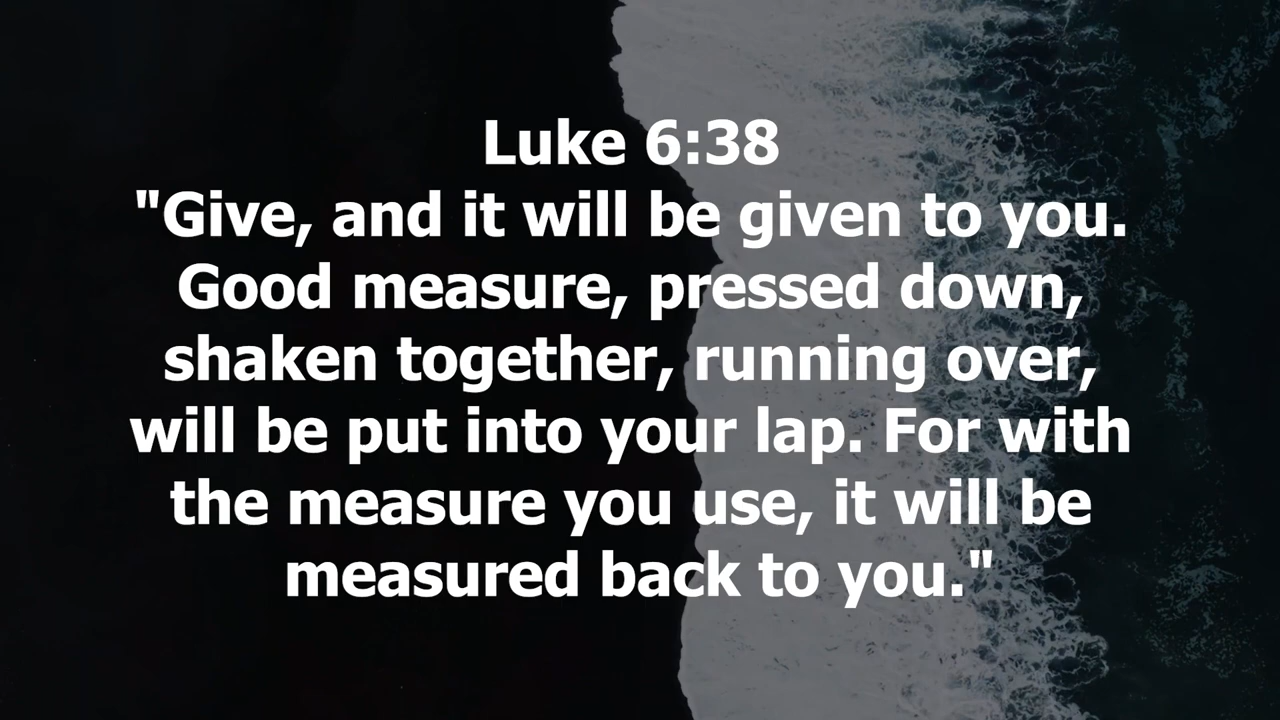 Luke 6:38
"Give, and it will be given to you.
Good measure, pressed down,
shaken together, running over,
will be put into your lap. For with
the measure you use, it will be
measured back to you."